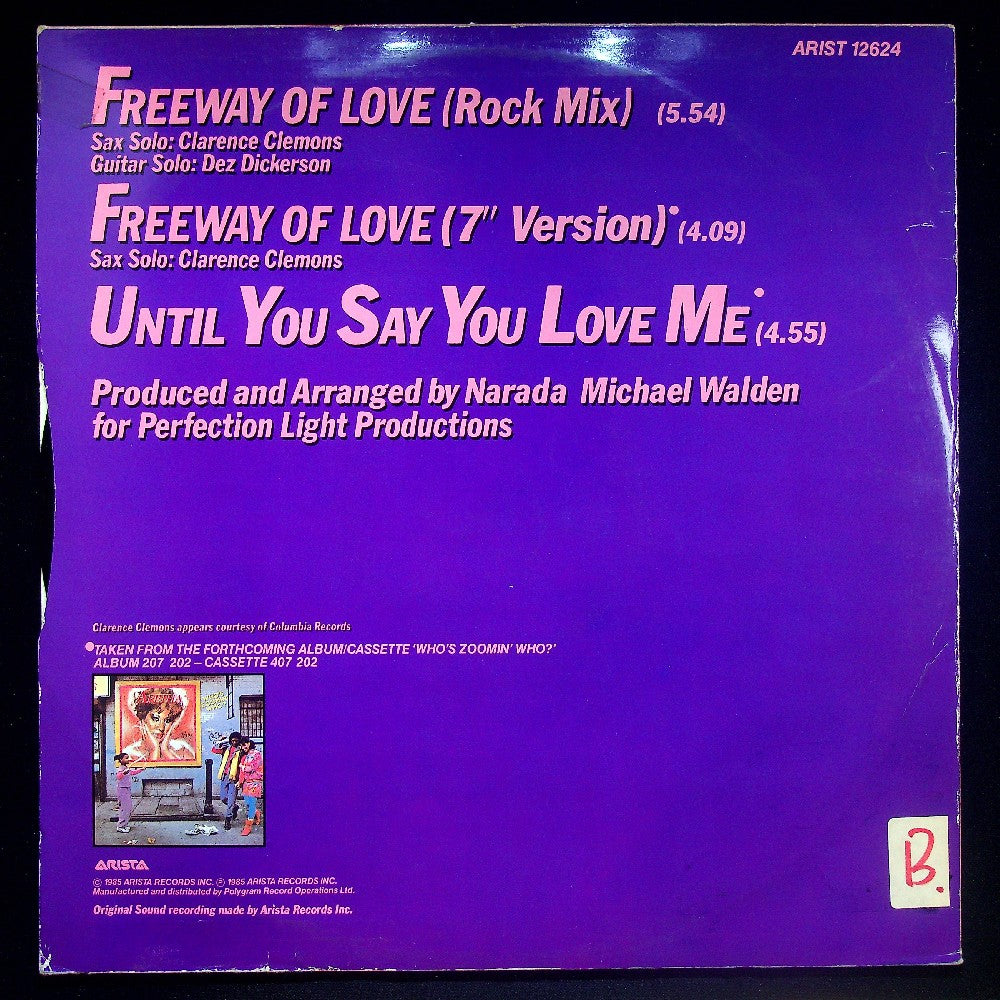 ARIST 12624
FREEWAY OF LOVE (Rock Mix) (5.54)
Sax Solo: Clarence Clemons
Guitar Solo: Dez Dickerson
FREEWAY OF LOVE (7" Version)• (4.09)
Sax Solo: Clarence Clemons
UNTIL YOU SAY YOU LOVE ME• (4.55)
Produced and Arranged by Narada Michael Walden
for Perfection Light Productions
Clarence Clemons appears courtesy of Columbia Records
•TAKEN FROM THE FORTHCOMING ALBUM/CASSETTE 'WHO'S ZOOMIN' WHO?'
ALBUM 207 202 – CASSETTE 407 202
ARISTA
© 1985 ARISTA RECORDS INC. ℗ 1985 ARISTA RECORDS INC.
Manufactured and distributed by Polygram Record Operations Ltd.
Original Sound recording made by Arista Records Inc.
B.